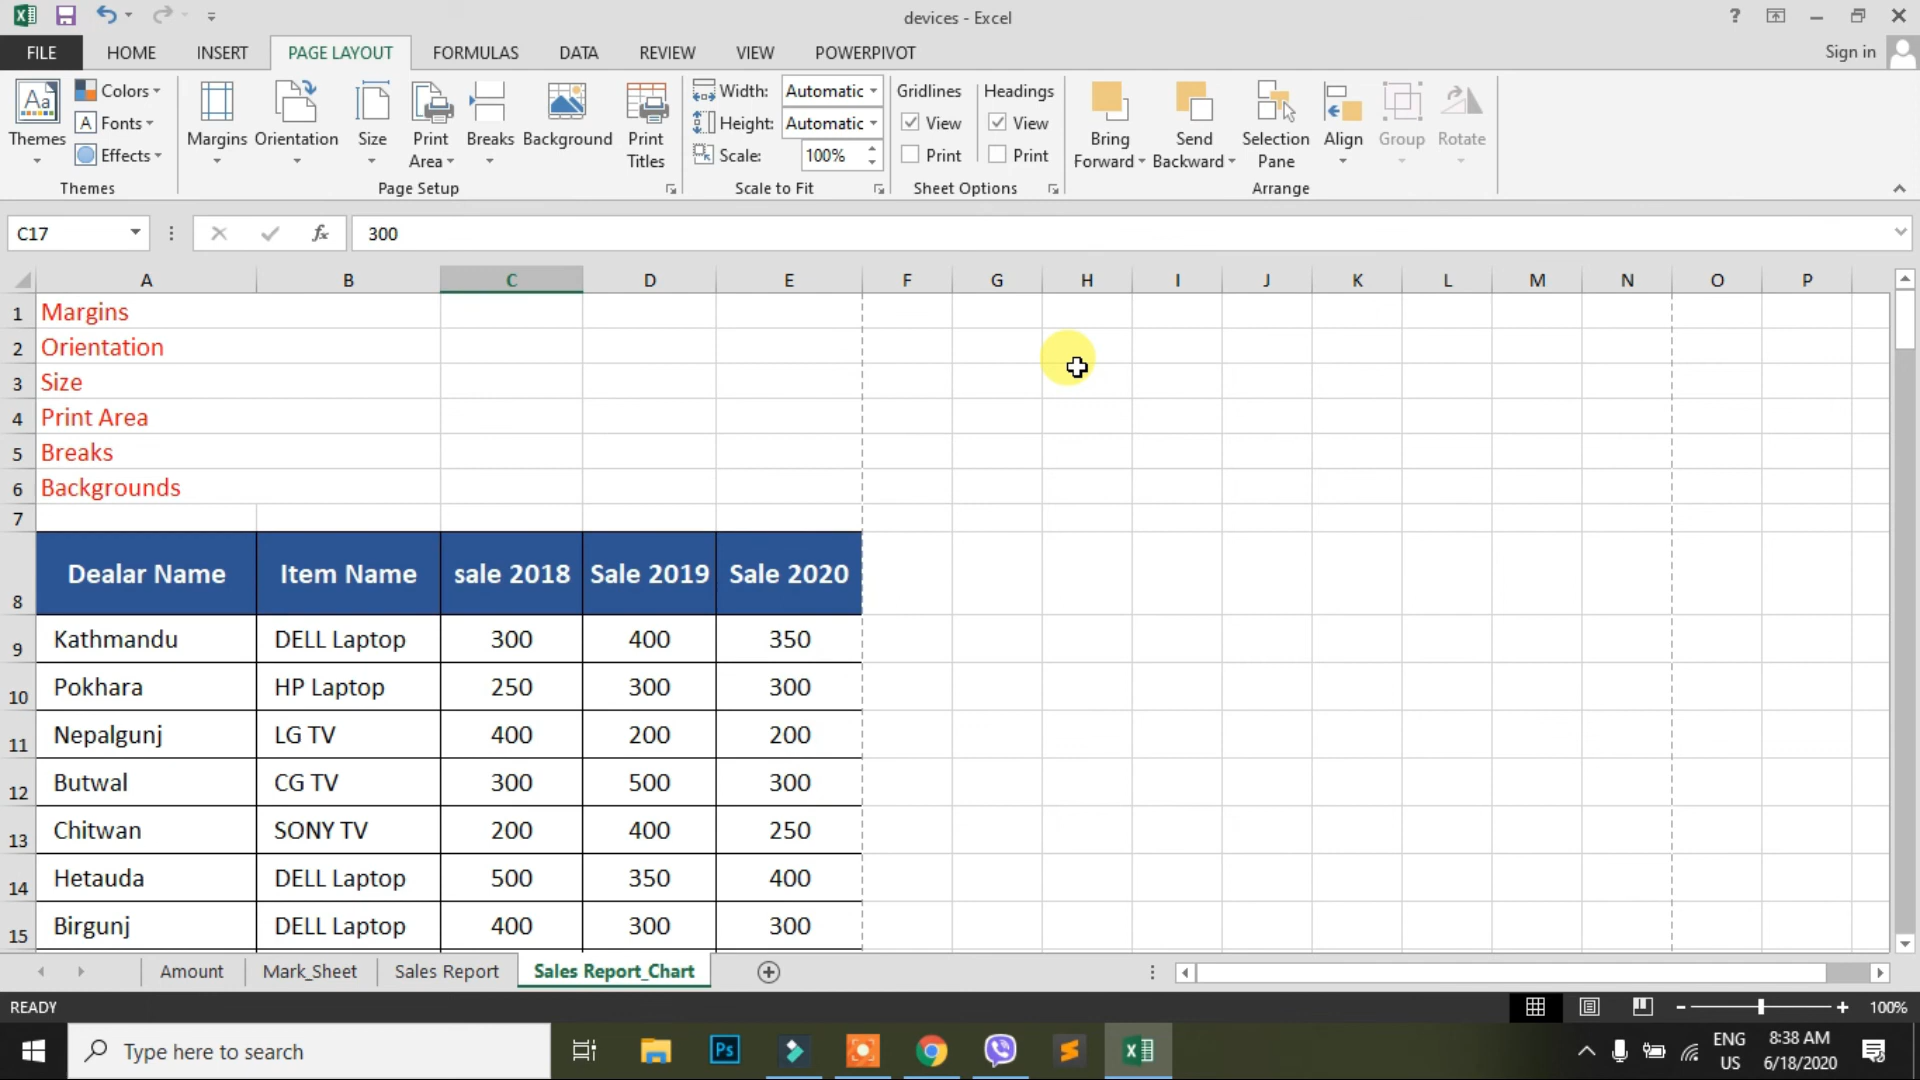 devices - Excel
?
FILE HOME INSERT PAGE LAYOUT FORMULAS DATA REVIEW VIEW POWERPIVOT Sign in
Aa Themes
Colors
A Fonts
Effects
Margins Orientation Size Print Area Breaks Background Print Titles
Width: Automatic
Height: Automatic
Scale: 100%
Gridlines Headings
View View
Print Print
Bring Forward Send Backward Selection Pane Align Group Rotate
Themes Page Setup Scale to Fit Sheet Options Arrange
C17 fx 300
A B C D E F G H I J K L M N O P
1 Margins
2 Orientation
3 Size
4 Print Area
5 Breaks
6 Backgrounds
7
8 Dealar Name Item Name sale 2018 Sale 2019 Sale 2020
9 Kathmandu DELL Laptop 300 400 350
10 Pokhara HP Laptop 250 300 300
11 Nepalgunj LG TV 400 200 200
12 Butwal CG TV 300 500 300
13 Chitwan SONY TV 200 400 250
14 Hetauda DELL Laptop 500 350 400
15 Birgunj DELL Laptop 400 300 300
Amount Mark_Sheet Sales Report Sales Report_Chart
READY 100%
Type here to search Ps ENG US 8:38 AM 6/18/2020